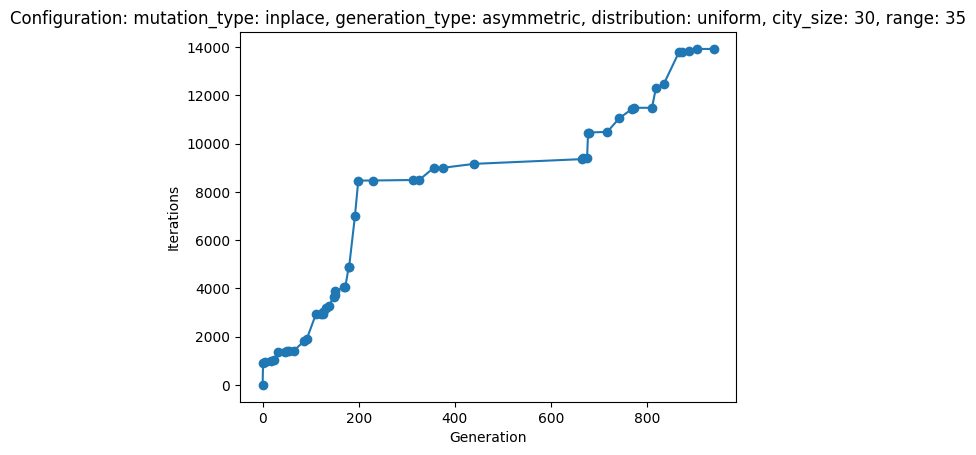 Configuration: mutation_type: inplace, generation_type: asymmetric, distribution: uniform, city_size: 30, range: 35
14000
12000
10000
8000
6000
4000
2000
0
Iterations
0 200 400 600 800
Generation